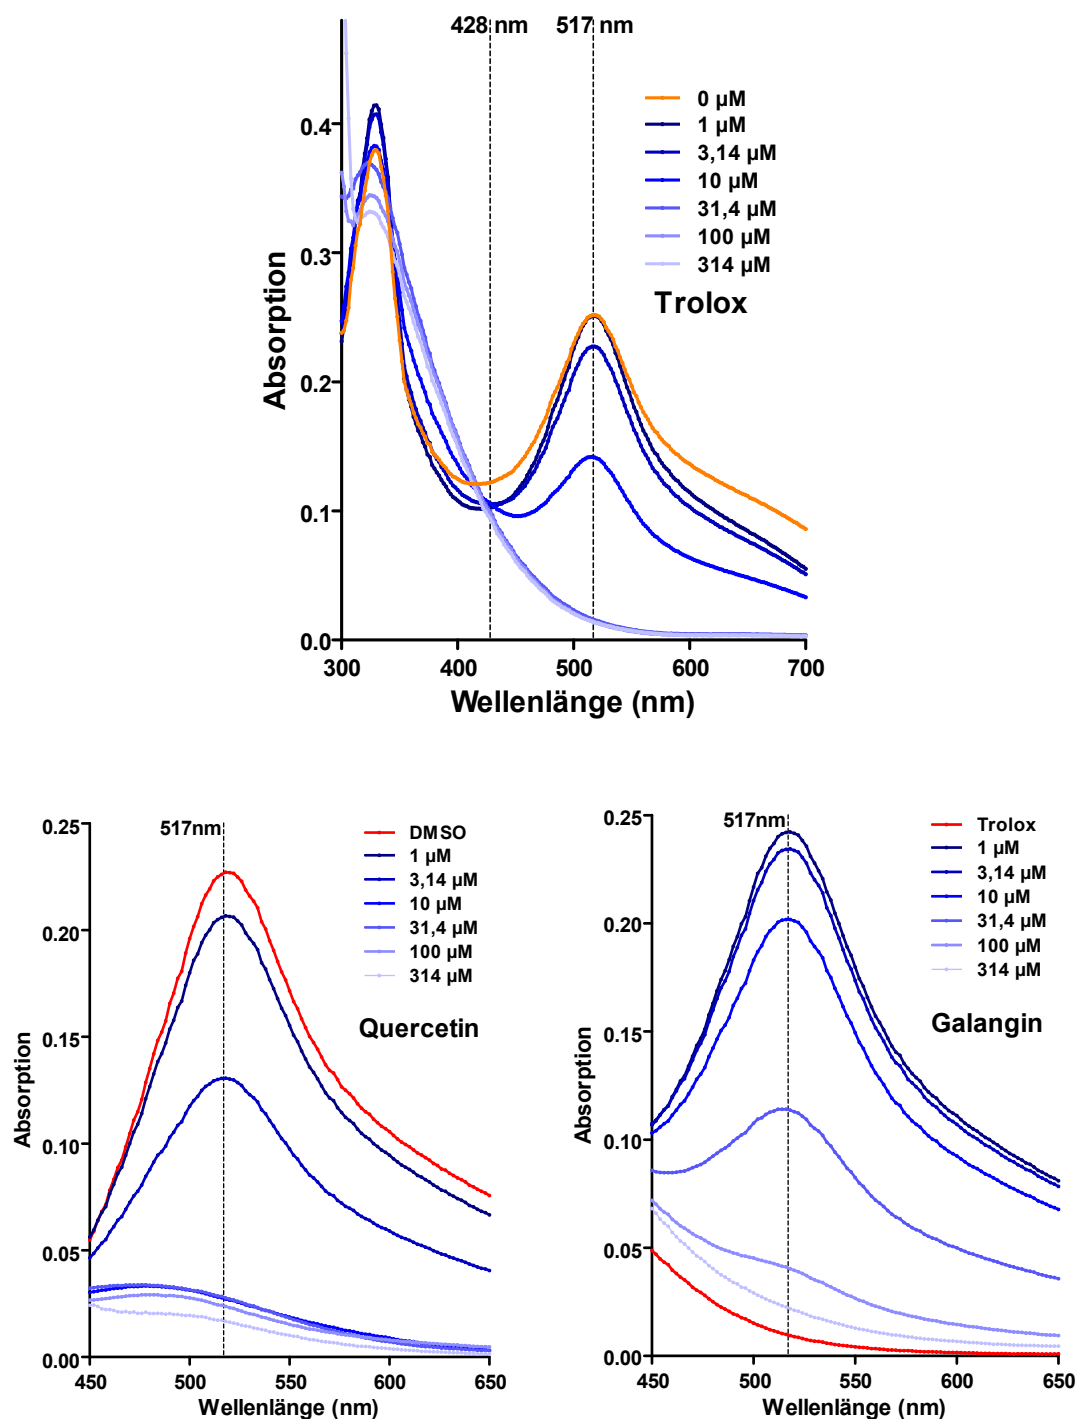 428 nm 517 nm
0 µM
1 µM
3,14 µM
10 µM
31,4 µM
100 µM
314 µM
Trolox
Absorption
0.4
0.3
0.2
0.1
0.0
300 400 500 600 700
Wellenlänge (nm)
517nm
DMSO
1 µM
3,14 µM
10 µM
31,4 µM
100 µM
314 µM
Quercetin
Absorption
0.25
0.20
0.15
0.10
0.05
0.00
450 500 550 600 650
Wellenlänge (nm)
517nm
Trolox
1 µM
3,14 µM
10 µM
31,4 µM
100 µM
314 µM
Galangin
Absorption
0.25
0.20
0.15
0.10
0.05
0.00
450 500 550 600 650
Wellenlänge (nm)